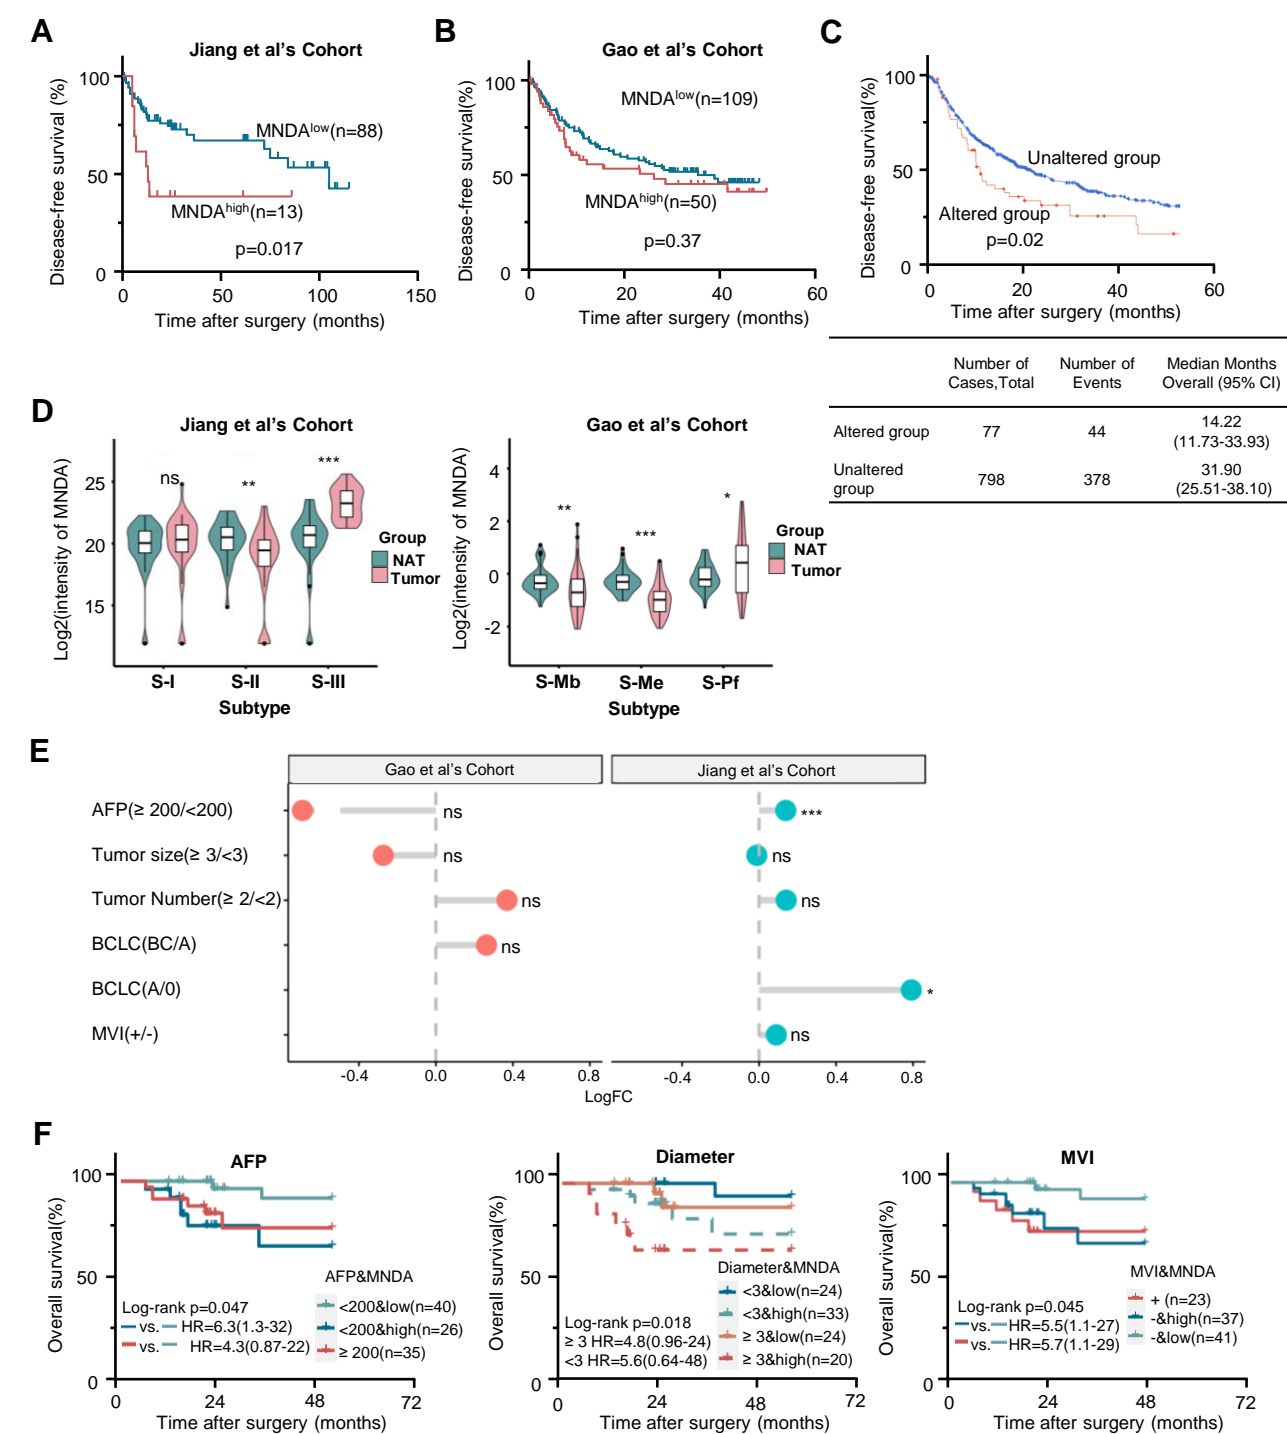 A
Jiang et al's Cohort
Disease-free survival (%)
100
50
0
MNDAlow(n=88)
MNDAhigh(n=13)
p=0.017
0 50 100 150
Time after surgery (months)
B
Gao et al's Cohort
Disease-free survival(%)
100
50
0
MNDAlow(n=109)
MNDAhigh(n=50)
p=0.37
0 20 40 60
Time after surgery (months)
C
Disease-free survival(%)
100
50
0
Unaltered group
Altered group
p=0.02
0 20 40 60
Time after surgery (months)
Number of Cases,Total
Number of Events
Median Months Overall (95% CI)
Altered group 77 44 14.22 (11.73-33.93)
Unaltered group 798 378 31.90 (25.51-38.10)
D
Jiang et al's Cohort
Log2(intensity of MNDA)
25
20
15
ns ** ***
Group
NAT
Tumor
S-I S-II S-III
Subtype
Gao et al's Cohort
Log2(intensity of MNDA)
4
2
0
-2
** *** *
Group
NAT
Tumor
S-Mb S-Me S-Pf
Subtype
E
Gao et al's Cohort Jiang et al's Cohort
AFP(≥ 200/<200) ns ***
Tumor size(≥ 3/<3) ns ns
Tumor Number(≥ 2/<2) ns ns
BCLC(BC/A) ns
BCLC(A/0) *
MVI(+/-) ns
-0.4 0.0 0.4 0.8 -0.4 0.0 0.4 0.8
LogFC
F
AFP
Overall survival(%)
100
50
0
AFP&MNDA
<200&low(n=40)
<200&high(n=26)
≥ 200(n=35)
Log-rank p=0.047
vs. HR=6.3(1.3-32)
vs. HR=4.3(0.87-22)
0 24 48 72
Time after surgery (months)
Diameter
Overall survival(%)
100
50
0
Diameter&MNDA
<3&low(n=24)
<3&high(n=33)
≥ 3&low(n=24)
≥ 3&high(n=20)
Log-rank p=0.018
≥ 3 HR=4.8(0.96-24)
<3 HR=5.6(0.64-48)
0 24 48 72
Time after surgery (months)
MVI
Overall survival(%)
100
50
0
MVI&MNDA
+ (n=23)
-&high(n=37)
-&low(n=41)
Log-rank p=0.045
vs. HR=5.5(1.1-27)
vs. HR=5.7(1.1-29)
0 24 48 72
Time after surgery (months)